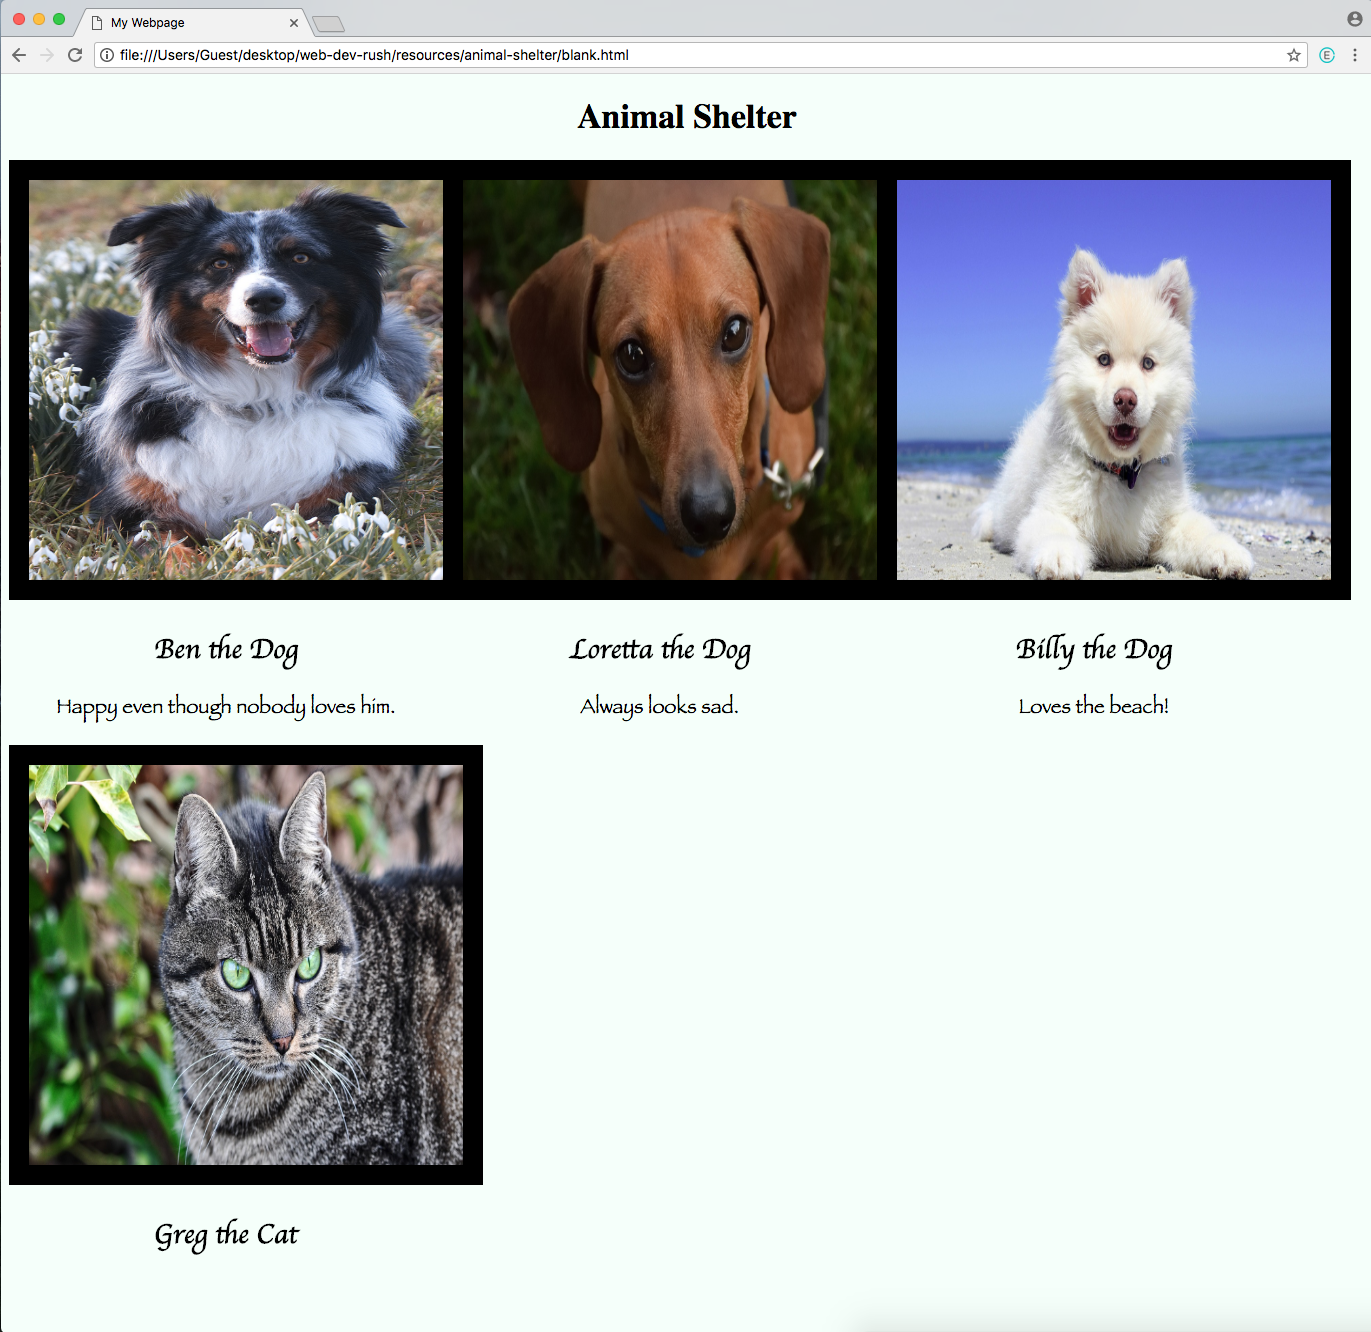 My Webpage
file:///Users/Guest/desktop/web-dev-rush/resources/animal-shelter/blank.html
E
Animal Shelter
Ben the Dog
Loretta the Dog
Billy the Dog
Happy even though nobody loves him.
Always looks sad.
Loves the beach!
Greg the Cat